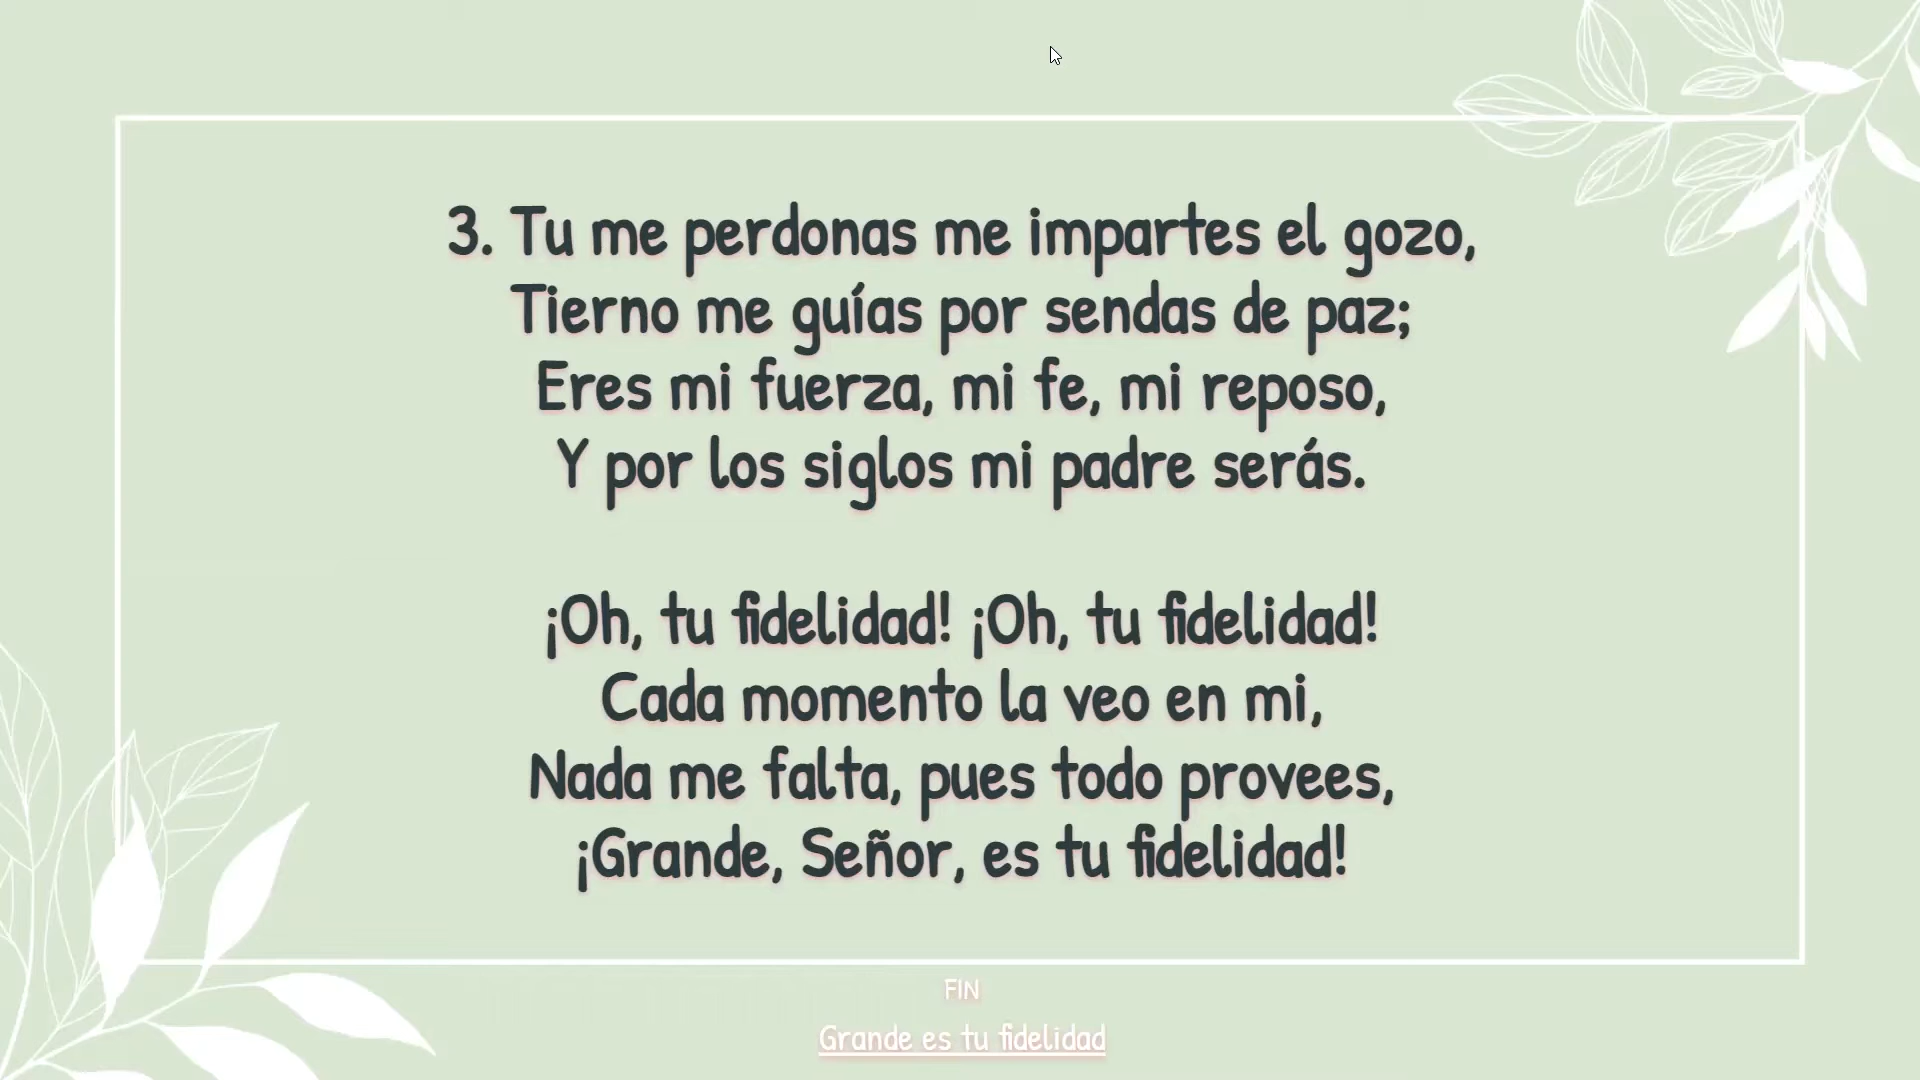 3. Tu me perdonas me impartes el gozo,
Tierno me guías por sendas de paz;
Eres mi fuerza, mi fe, mi reposo,
Y por los siglos mi padre serás.
¡Oh, tu fidelidad! ¡Oh, tu fidelidad!
Cada momento la veo en mi,
Nada me falta, pues todo provees,
¡Grande, Señor, es tu fidelidad!
FIN
Grande es tu fidelidad